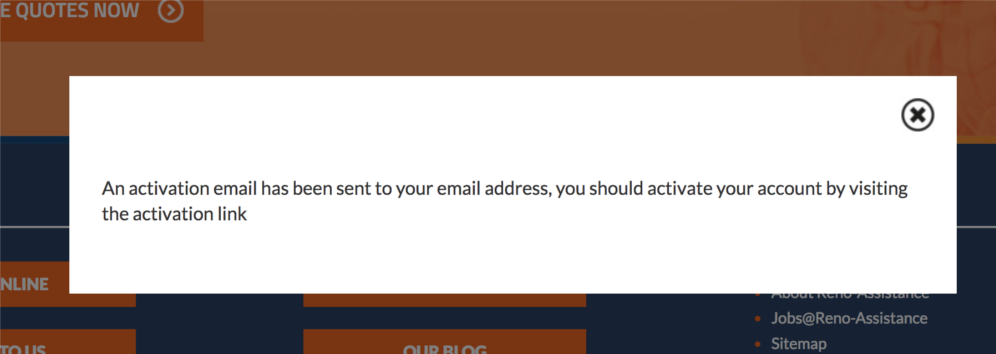 E QUOTES NOW
An activation email has been sent to your email address, you should activate your account by visiting
the activation link
NLINE
About Reno-Assistance
Jobs@Reno-Assistance
TO US
OUR BLOG
Sitemap